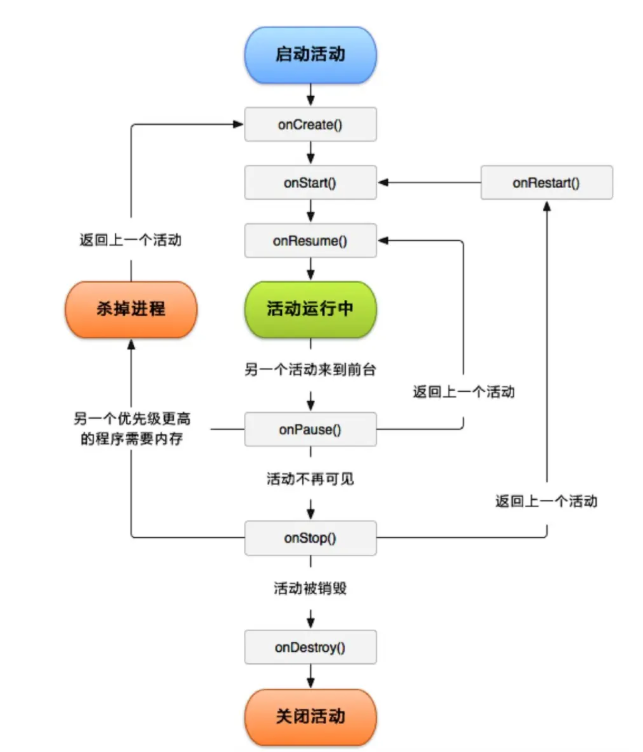 启动活动
onCreate()
onStart()
onRestart()
onResume()
返回上一个活动
杀掉进程
活动运行中
另一个活动来到前台
返回上一个活动
另一个优先级更高
的程序需要内存
onPause()
活动不再可见
返回上一个活动
onStop()
活动被销毁
onDestroy()
关闭活动